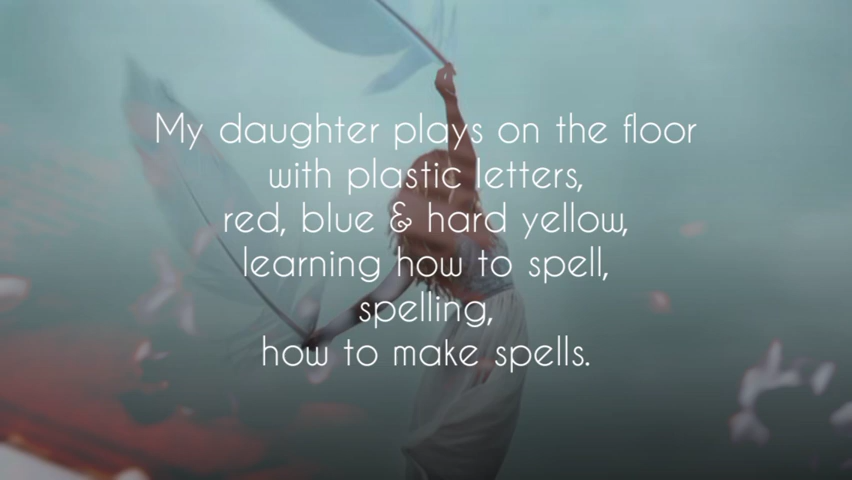 My daughter plays on the floor
with plastic letters,
red, blue & hard yellow,
learning how to spell,
spelling,
how to make spells.